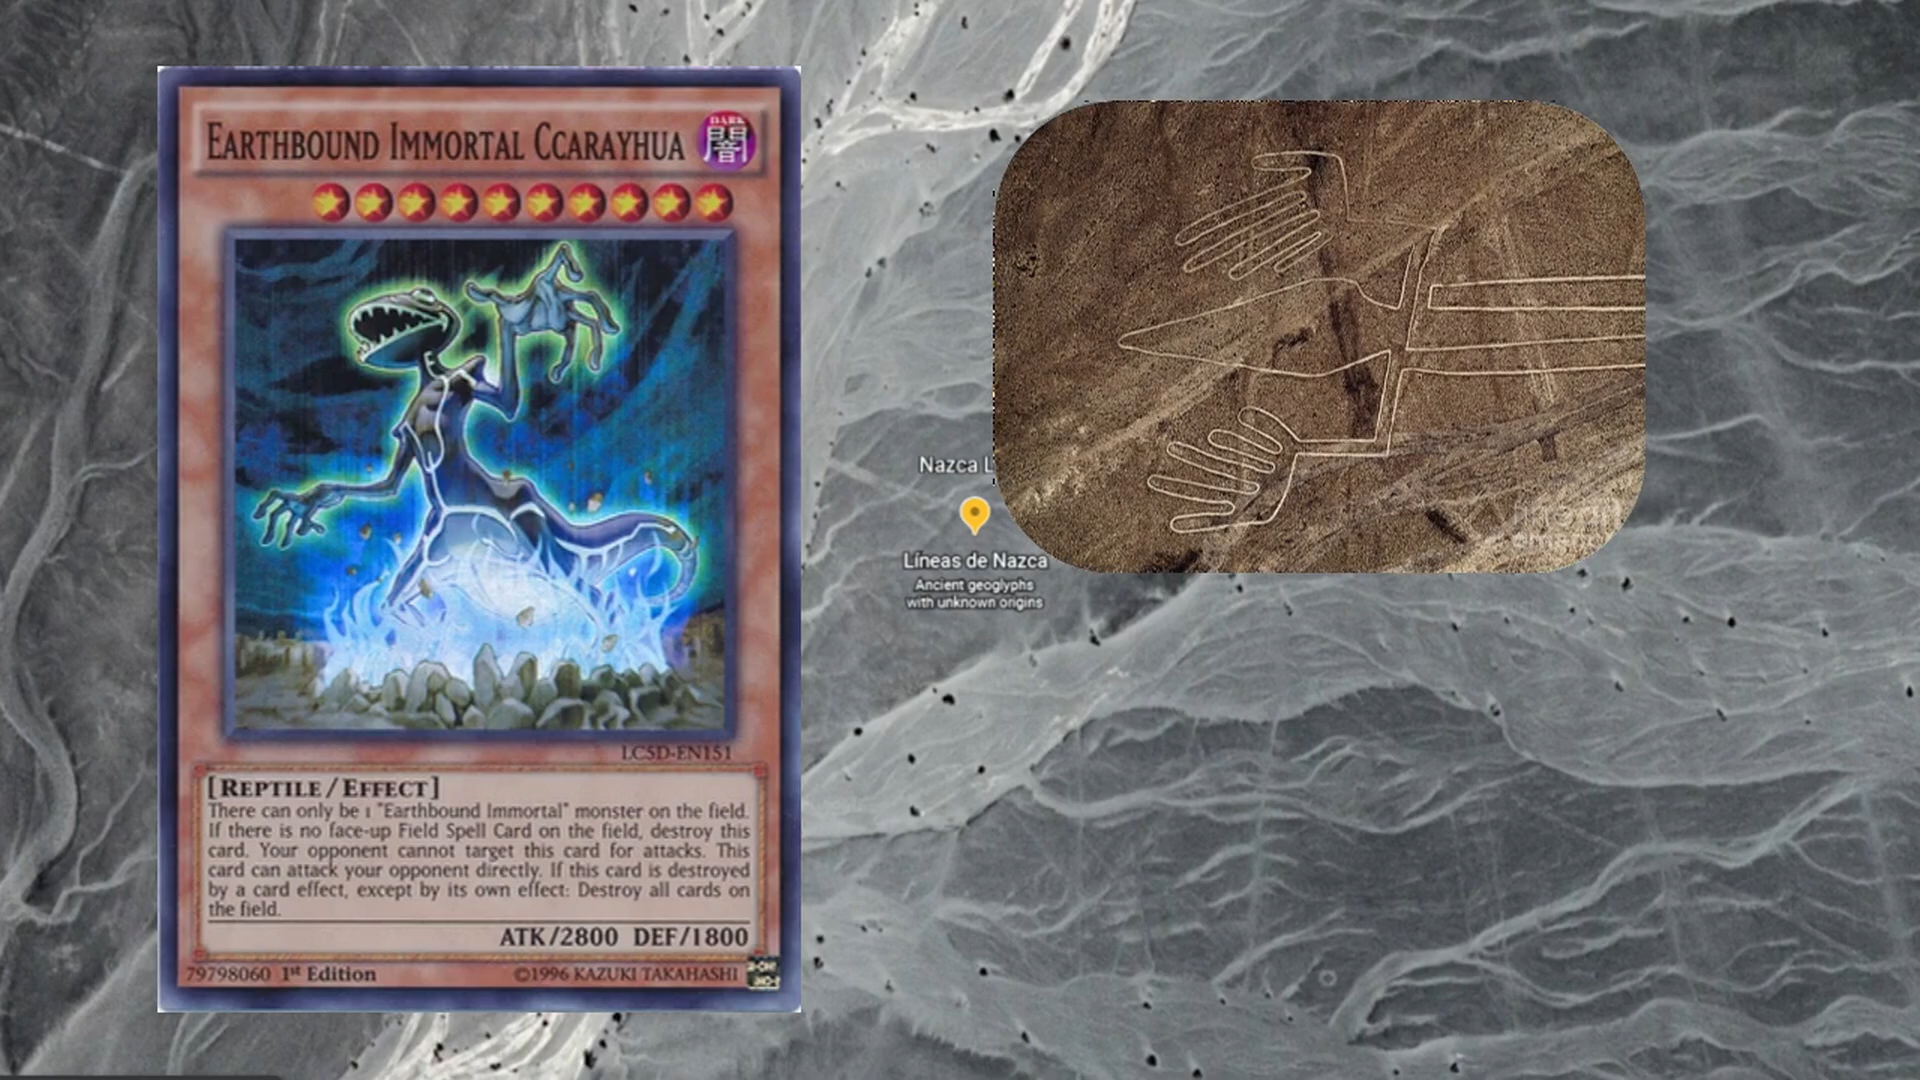 EARTHBOUND IMMORTAL CCARAYHUA
DARK
闇
LC5D-EN151
[REPTILE/EFFECT]
There can only be 1 "Earthbound Immortal" monster on the field.
If there is no face-up Field Spell Card on the field, destroy this
card. Your opponent cannot target this card for attacks. This
card can attack your opponent directly. If this card is destroyed
by a card effect, except by its own effect: Destroy all cards on
the field.
ATK/2800 DEF/1800
79798060 1st Edition ©1996 KAZUKI TAKAHASHI
Nazca L
Líneas de Nazca
Ancient geoglyphs
with unknown origins